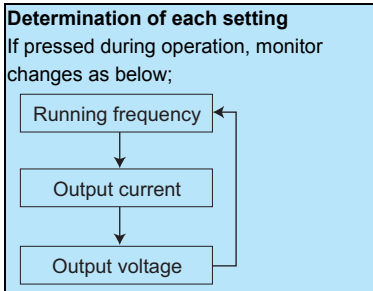 Determination of each setting
If pressed during operation, monitor
changes as below;
Running frequency
Output current
Output voltage